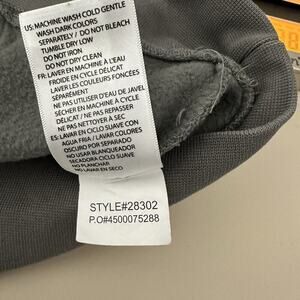 US: MACHINE WASH COLD GENTLE
WASH DARK COLORS
SEPARATELY / DO NOT BLEACH
TUMBLE DRY LOW
DO NOT IRON
DO NOT DRY CLEAN
FR: LAVER EN MACHINE À L'EAU
FROIDE EN CYCLE DÉLICAT
LAVER LES COULEURS FONCÉES
SÉPARÉMENT
NE PAS UTILISER D'EAU DE JAVEL
SÉCHER EN MACHINE À CYCLE
DÉLICAT / NE PAS REPASSER
NE PAS NETTOYER À SEC
ES: LAVAR EN CICLO SUAVE CON
AGUA FRIA / LAVAR COLORES
OSCUROS POR SEPARADO
NO USAR BLANQUEADOR
SECADORA CICLO SUAVE
NO PLANCHAR
NO LAVAR EN SECO
STYLE#28302
P.O#4500075288